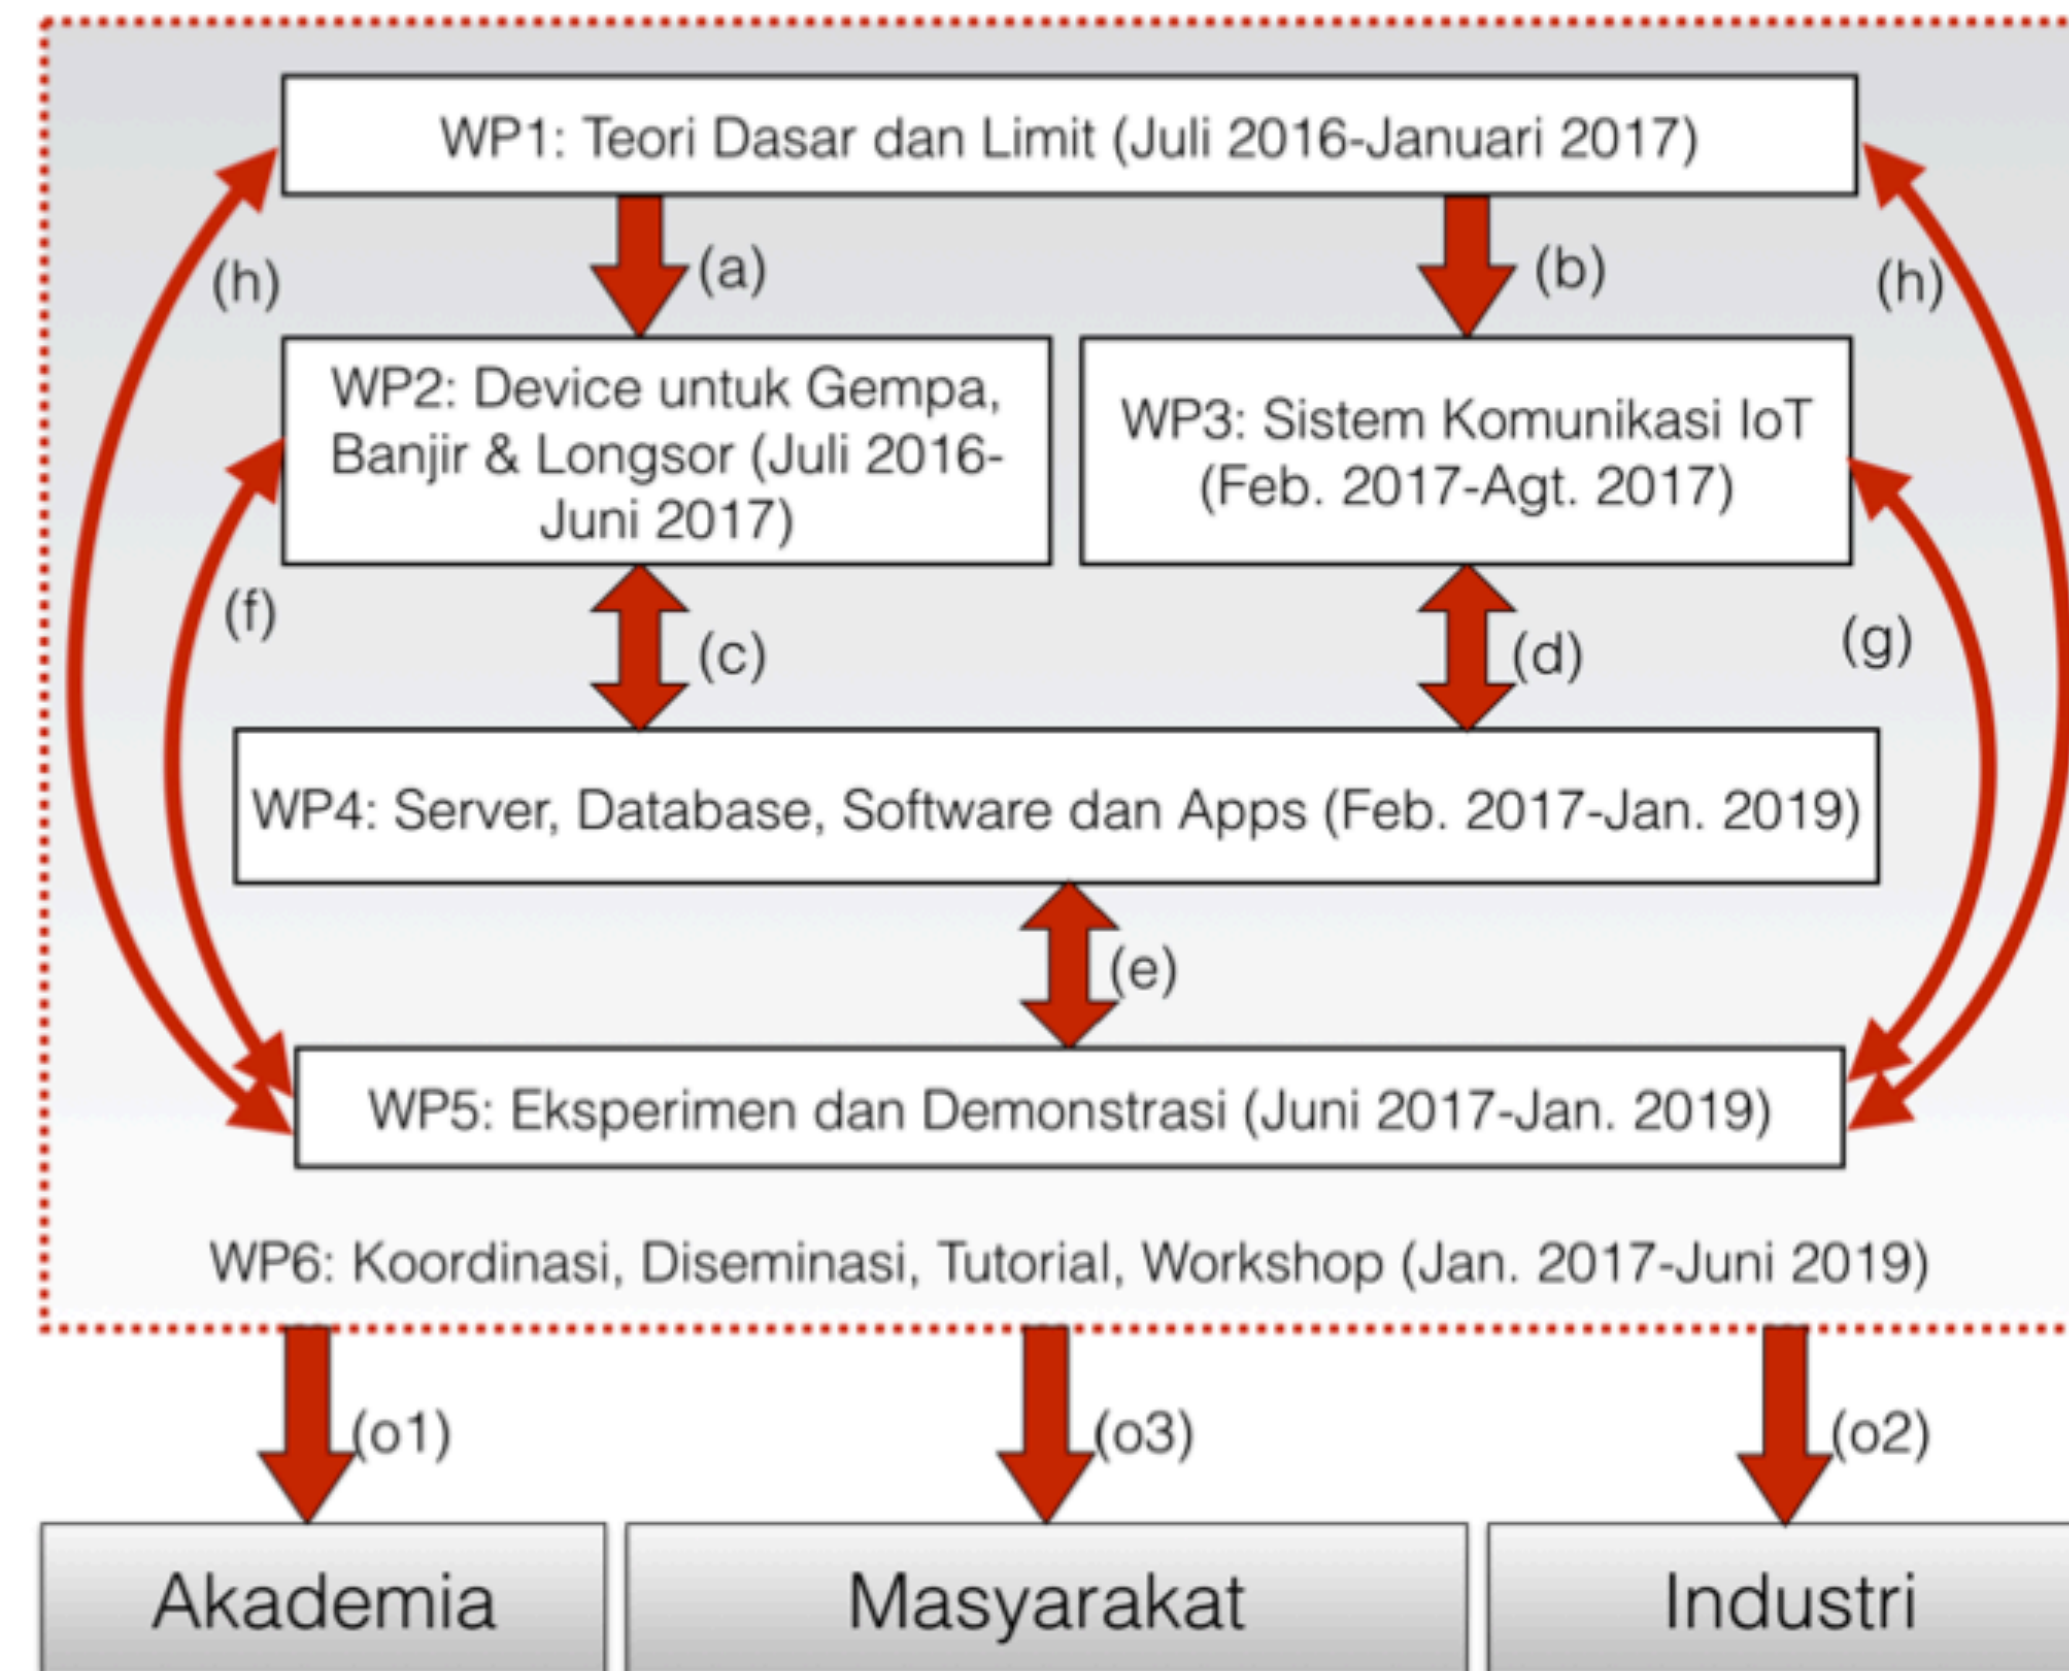 WP1: Teori Dasar dan Limit (Juli 2016-Januari 2017)
(h)
(a)
(b)
(h)
WP2: Device untuk Gempa,
Banjir & Longsor (Juli 2016-
Juni 2017)
WP3: Sistem Komunikasi IoT
(Feb. 2017-Agt. 2017)
(f)
(c)
(d)
(g)
WP4: Server, Database, Software dan Apps (Feb. 2017-Jan. 2019)
(e)
WP5: Eksperimen dan Demonstrasi (Juni 2017-Jan. 2019)
WP6: Koordinasi, Diseminasi, Tutorial, Workshop (Jan. 2017-Juni 2019)
(o1)
(o3)
(o2)
Akademia
Masyarakat
Industri